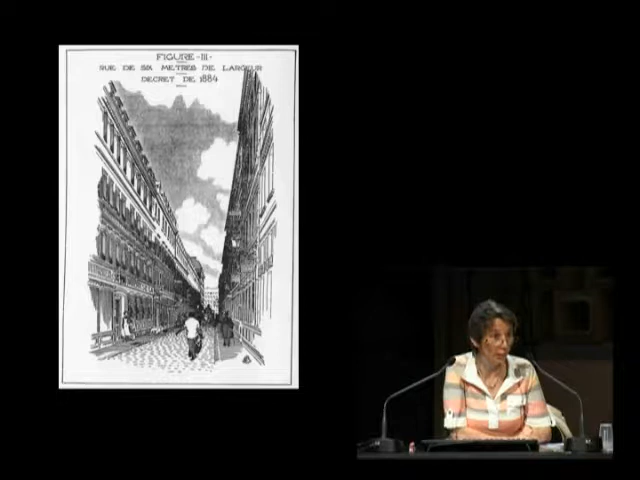 FIGURE-III-
RUE DE SIX METRES DE LARGEUR
DECRET DE 1884